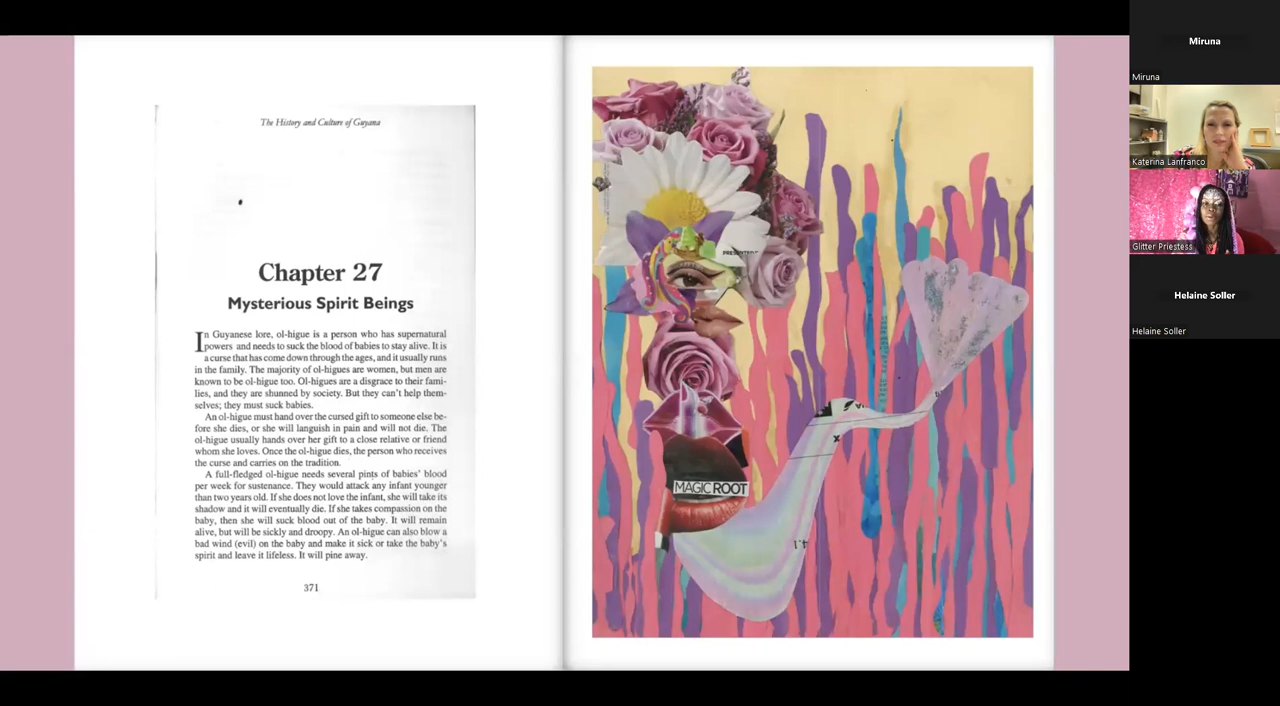 The History and Culture of Guyana
Chapter 27
Mysterious Spirit Beings
In Guyanese lore, ol-higue is a person who has supernatural
powers and needs to suck the blood of babies to stay alive. It is
a curse that has come down through the ages, and it usually runs
in the family. The majority of ol-higues are women, but men are
known to be ol-higue too. Ol-higues are a disgrace to their fami-
lies, and they are shunned by society. But they can't help them-
selves; they must suck babies.
An ol-higue must hand over the cursed gift to someone else be-
fore she dies, or she will languish in pain and will not die. The
ol-higue usually hands over her gift to a close relative or friend
whom she loves. Once the ol-higue dies, the person who receives
the curse and carries on the tradition.
A full-fledged ol-higue needs several pints of babies' blood
per week for sustenance. They would attack any infant younger
than two years old. If she does not love the infant, she will take its
shadow and it will eventually die. If she takes compassion on the
baby, then she will suck blood out of the baby. It will remain
alive, but will be sickly and droopy. An ol-higue can also blow a
bad wind (evil) on the baby and make it sick or take the baby's
spirit and leave it lifeless. It will pine away.
371
MAGIC ROOT
Miruna
Miruna
Katerina Lanfranco
Glitter Priestess
Helaine Soller
Helaine Soller